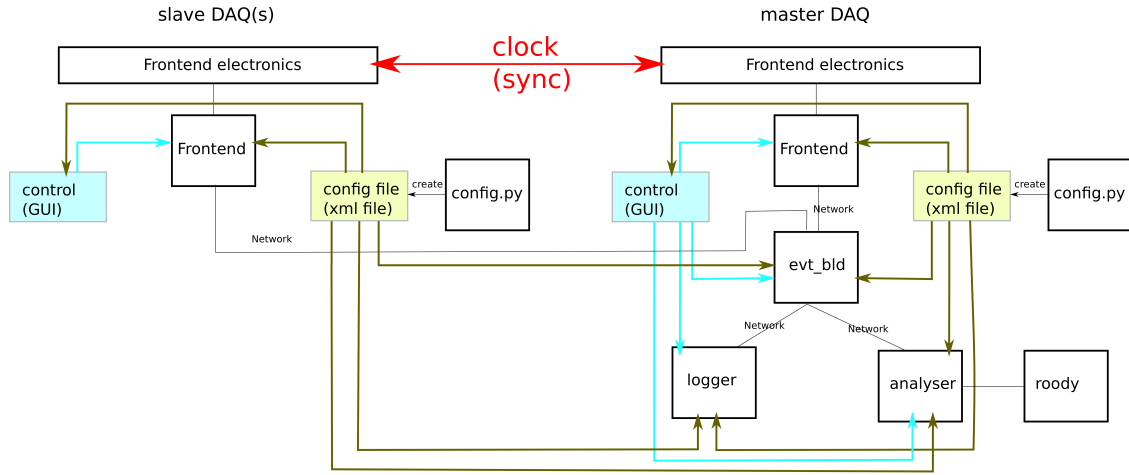 slave DAQ(s)
master DAQ
clock
(sync)
Frontend electronics
Frontend electronics
Frontend
Frontend
control
(GUI)
config file
(xml file)
create
config.py
control
(GUI)
config file
(xml file)
create
config.py
Network
Network
evt_bld
Network
Network
logger
analyser
roody